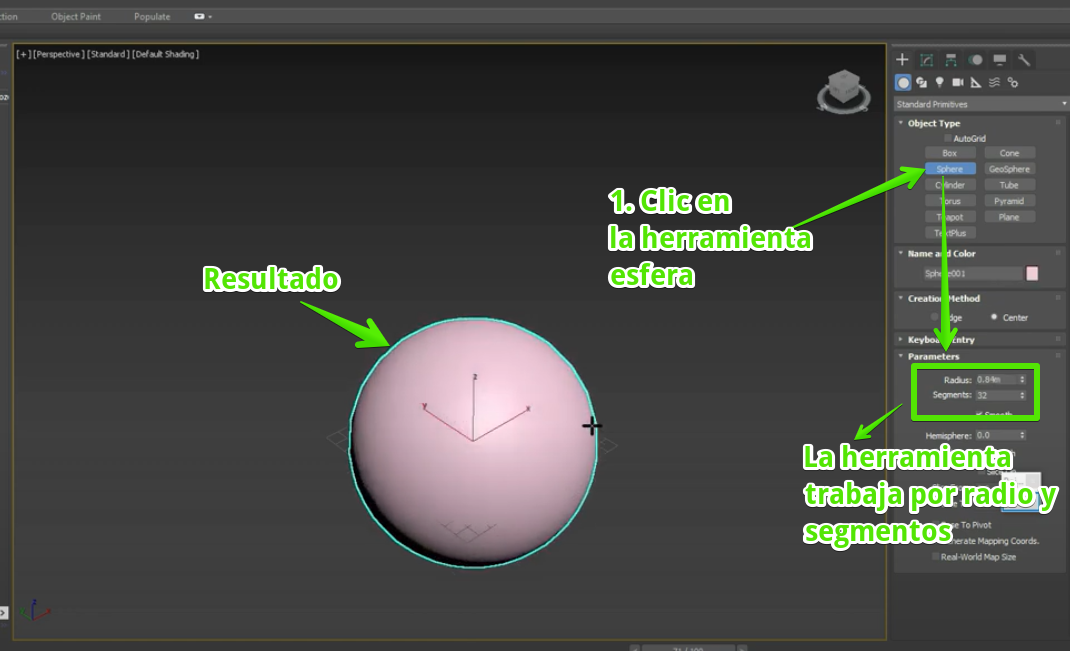 Object Paint
Populate
[+] [Perspective] [Standard] [Default Shading]
Standard Primitives
Object Type
AutoGrid
Box
Cone
Sphere
GeoSphere
Cylinder
Tube
Torus
Pyramid
Teapot
Plane
TextPlus
Name and Color
Sphere001
Creation Method
Edge
Center
Keyboard Entry
Parameters
Radius: 0.84m
Segments: 32
Smooth
Hemisphere: 0.0
Base To Pivot
Generate Mapping Coords.
Real-World Map Size
1. Clic en
la herramienta
esfera
Resultado
z
y
x
La herramienta
trabaja por radio y
segmentos